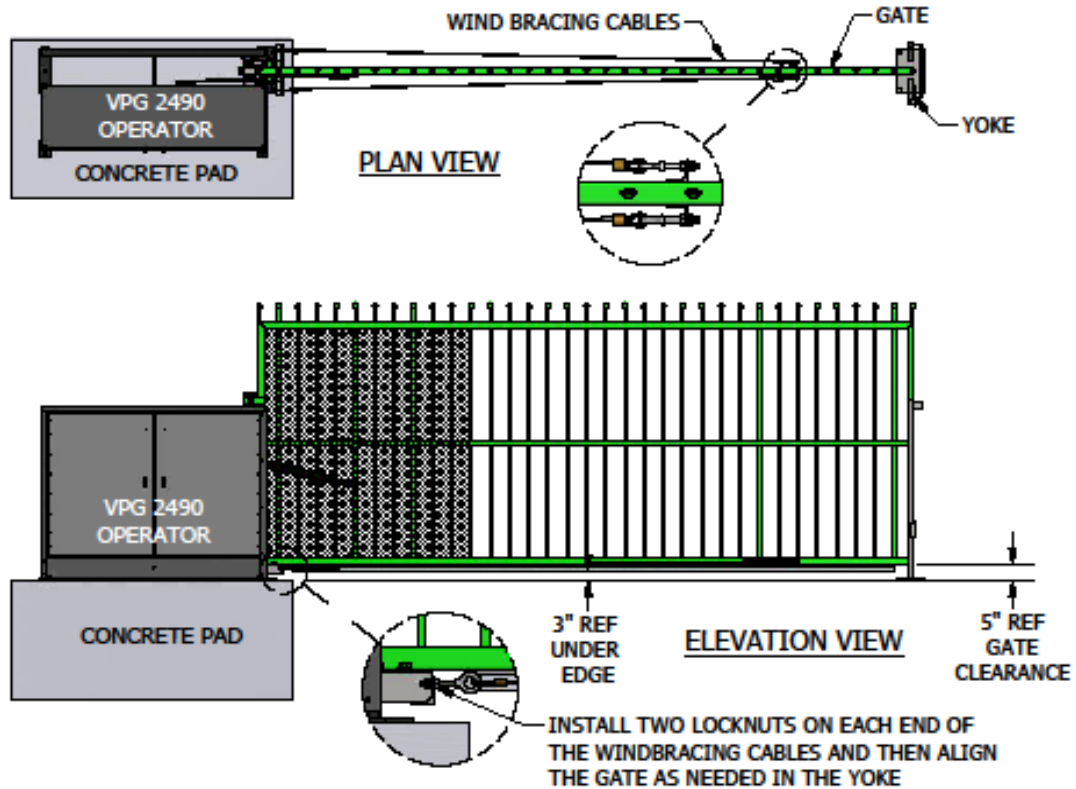 WIND BRACING CABLES
GATE
VPG 2490
OPERATOR
YOKE
CONCRETE PAD
PLAN VIEW
VPG 2490
OPERATOR
CONCRETE PAD
3" REF
UNDER
EDGE
ELEVATION VIEW
5" REF
GATE
CLEARANCE
INSTALL TWO LOCKNUTS ON EACH END OF
THE WINDBRACING CABLES AND THEN ALIGN
THE GATE AS NEEDED IN THE YOKE